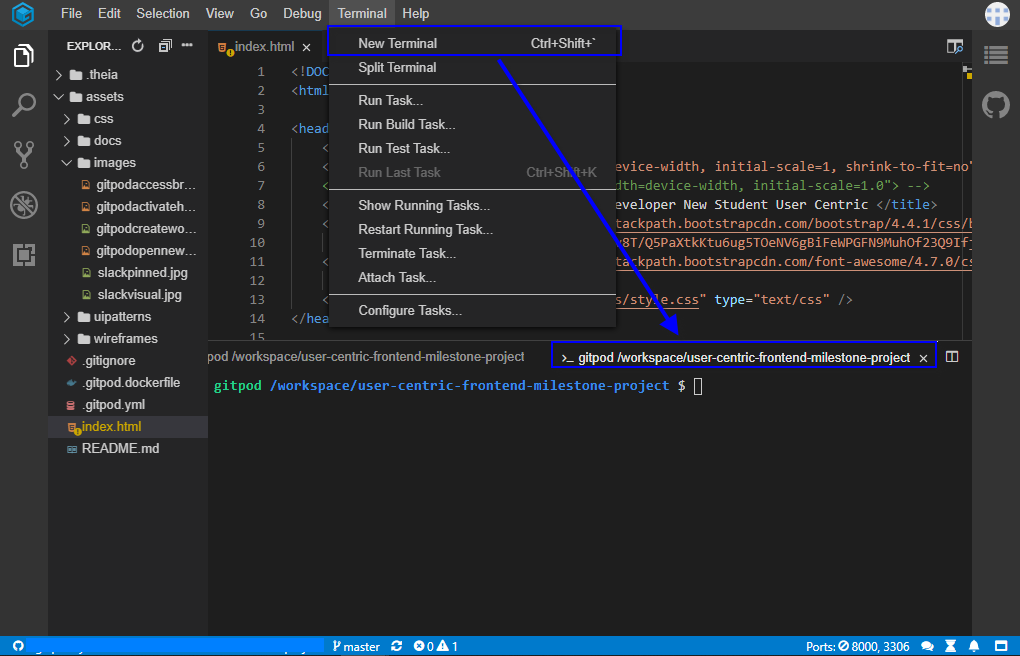 File Edit Selection View Go Debug Terminal Help
EXPLOR...
index.html ×
New Terminal Ctrl+Shift+`
Split Terminal
Run Task...
Run Build Task...
Run Test Task...
Run Last Task Ctrl+Shift+K
Show Running Tasks...
Restart Running Task...
Terminate Task...
Attach Task...
Configure Tasks...
.theia
assets
css
docs
images
gitpodaccessbr...
gitpodactivateh...
gitpodcreatewo...
gitpodopennew...
slackpinned.jpg
slackvisual.jpg
uipatterns
wireframes
.gitignore
.gitpod.dockerfile
.gitpod.yml
index.html
README.md
1 <!DOC
2 <html
3
4 <head
5 <
6 < device-width, initial-scale=1, shrink-to-fit=no"
7 < dth=device-width, initial-scale=1.0"> -->
8 < eveloper New Student User Centric </title>
9 < tackpath.bootstrapcdn.com/bootstrap/4.4.1/css/b
10 8T/Q5PaXtkKtu6ug5TOeNV6gBiFeWPGFN9MuhOf23Q9Ifj
11 < tackpath.bootstrapcdn.com/font-awesome/4.7.0/cs
12
13 < s/style.css" type="text/css" />
14 </hea
15
pod /workspace/user-centric-frontend-milestone-project
>_ gitpod /workspace/user-centric-frontend-milestone-project ×
gitpod /workspace/user-centric-frontend-milestone-project $
master 0 1 Ports: 8000, 3306